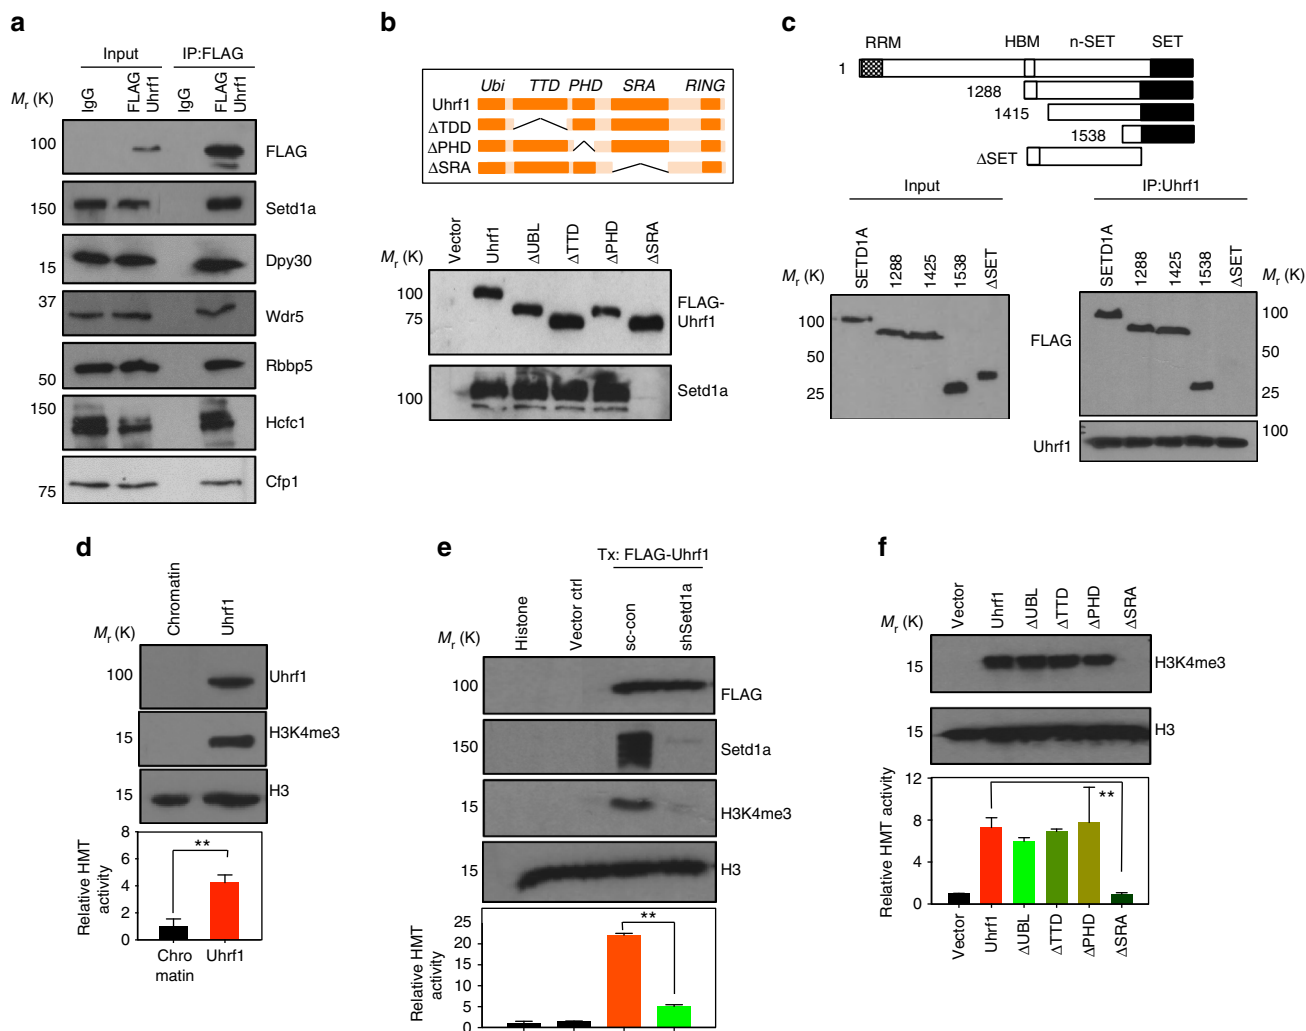 a
Input
IP:FLAG
Mr (K)
IgG
FLAG
Uhrf1
IgG
FLAG
Uhrf1
100
FLAG
150
Setd1a
15
Dpy30
37
Wdr5
50
Rbbp5
150
Hcfc1
75
Cfp1
b
Ubi TTD PHD SRA RING
Uhrf1
ΔTDD
ΔPHD
ΔSRA
Mr (K)
Vector
Uhrf1
ΔUBL
ΔTTD
ΔPHD
ΔSRA
100
75
FLAG-
Uhrf1
100
Setd1a
c
RRM HBM n-SET SET
1
1288
1415
1538
ΔSET
Input
IP:Uhrf1
Mr (K)
SETD1A
1288
1425
1538
ΔSET
SETD1A
1288
1425
1538
ΔSET
Mr (K)
100
50
25
FLAG
100
50
25
Uhrf1
100
d
Mr (K)
Chromatin
Uhrf1
100
Uhrf1
15
H3K4me3
15
H3
Relative HMT
activity
8
6
4
2
0
**
Chro
matin
Uhrf1
e
Tx: FLAG-Uhrf1
Mr (K)
Histone
Vector ctrl
sc-con
shSetd1a
100
FLAG
150
Setd1a
15
H3K4me3
15
H3
Relative HMT
activity
25
20
15
10
5
0
**
f
Mr (K)
Vector
Uhrf1
ΔUBL
ΔTTD
ΔPHD
ΔSRA
15
H3K4me3
15
H3
Relative HMT activity
12
8
4
0
**
Vector
Uhrf1
ΔUBL
ΔTTD
ΔPHD
ΔSRA